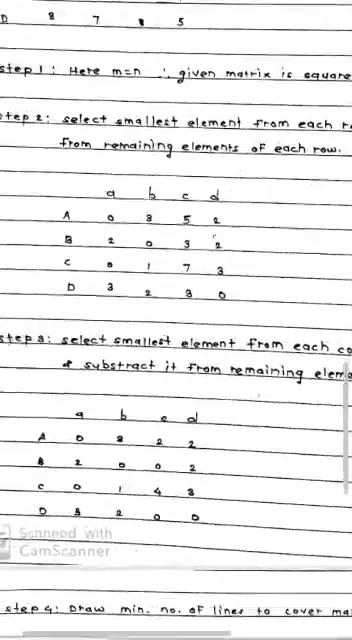 D 8 7 8 5
step 1: Here m=n ∴ given matrix is square
step 2: select smallest element from each
from remaining elements of each row.
a b c d
A 0 3 5 2
B 2 0 3 2
C 0 1 7 3
D 3 2 3 0
step 3: select smallest element from each
& substract it from remaining
a b c d
A 0 3 2 2
B 2 0 0 2
C 0 1 4 3
D 3 2 0 0
Scanned with
CamScanner
step 4: Draw min. no. of lines to cover